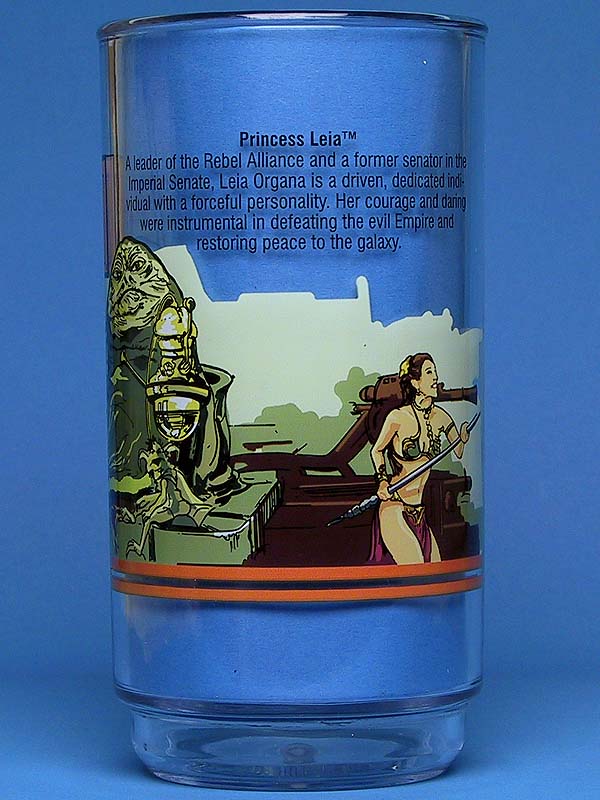 Princess Leia™
A leader of the Rebel Alliance and a former senator in the
Imperial Senate, Leia Organa is a driven, dedicated indi-
vidual with a forceful personality. Her courage and daring
were instrumental in defeating the evil Empire and
restoring peace to the galaxy.